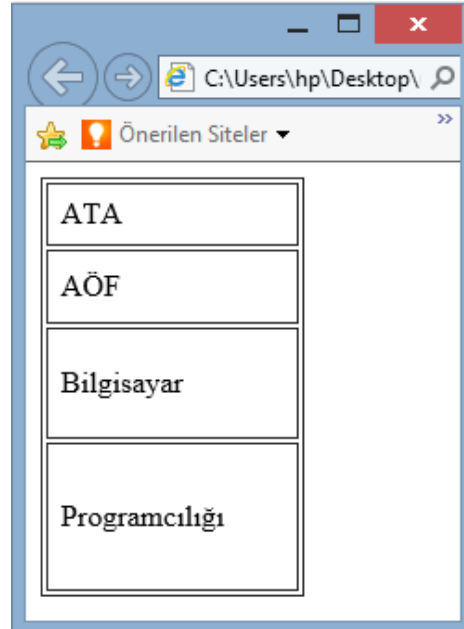 C:\Users\hp\Desktop\
Önerilen Siteler
ATA
AÖF
Bilgisayar
Programcılığı